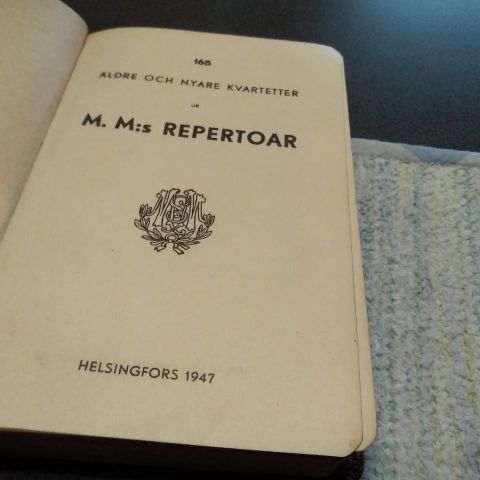 165
ÄLDRE OCH NYARE KVARTETTER
UR
M. M:s REPERTOAR
HELSINGFORS 1947